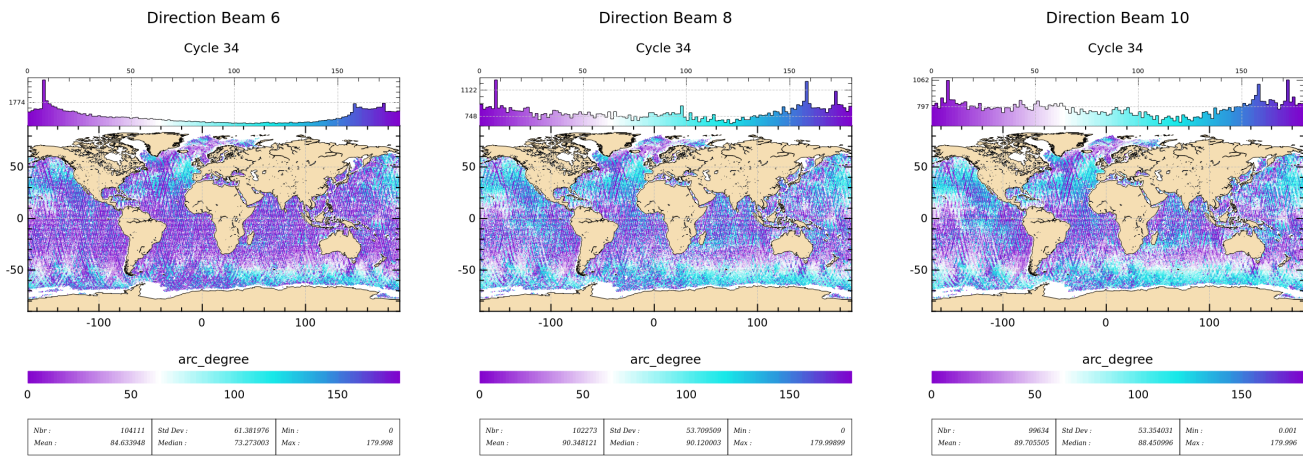 Direction Beam 6
Cycle 34
0 50 100 150
1774
50
0
-50
-100 0 100
arc_degree
0 50 100 150
Nbr : 104111 Std Dev : 61.381976 Min : 0
Mean : 84.633948 Median : 73.273003 Max : 179.998
Direction Beam 8
Cycle 34
0 50 100 150
1122
748
50
0
-50
-100 0 100
arc_degree
0 50 100 150
Nbr : 102273 Std Dev : 53.709509 Min : 0
Mean : 90.348121 Median : 90.120003 Max : 179.99899
Direction Beam 10
Cycle 34
0 50 100 150
1062
797
50
0
-50
-100 0 100
arc_degree
0 50 100 150
Nbr : 99634 Std Dev : 53.354031 Min : 0.001
Mean : 89.705505 Median : 88.450996 Max : 179.996